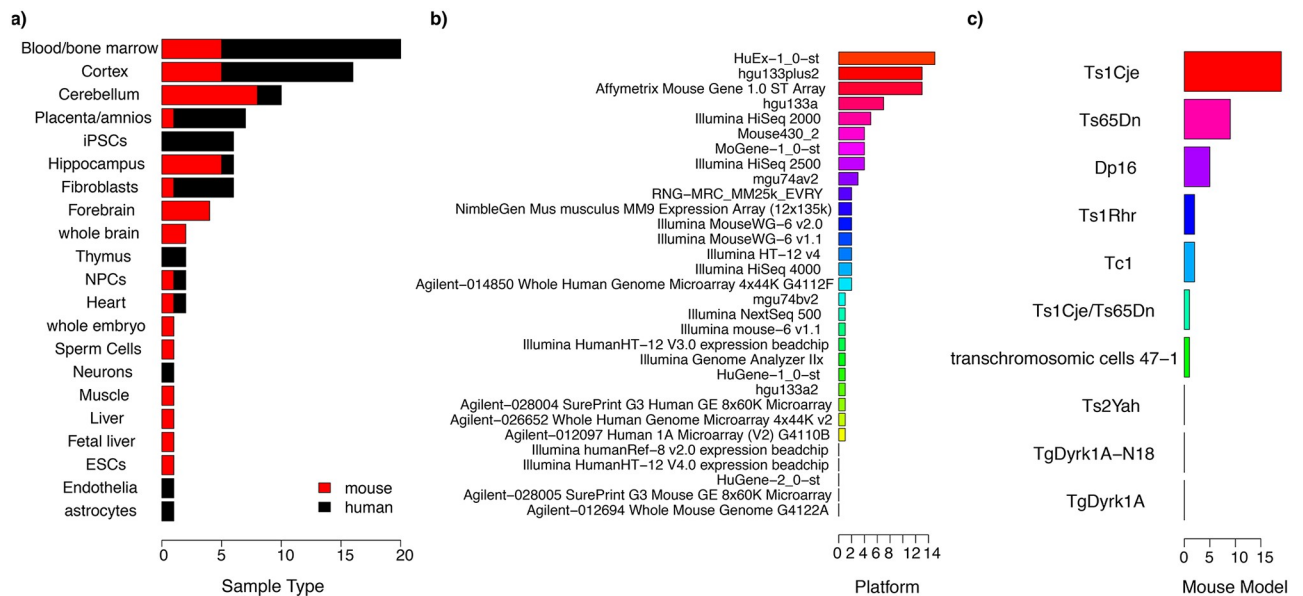 a)
Blood/bone marrow
Cortex
Cerebellum
Placenta/amnios
iPSCs
Hippocampus
Fibroblasts
Forebrain
whole brain
Thymus
NPCs
Heart
whole embryo
Sperm Cells
Neurons
Muscle
Liver
Fetal liver
ESCs
Endothelia
astrocytes
mouse
human
0 5 10 15 20
Sample Type
b)
HuEx−1_0−st
hgu133plus2
Affymetrix Mouse Gene 1.0 ST Array
hgu133a
Illumina HiSeq 2000
Mouse430_2
MoGene−1_0−st
Illumina HiSeq 2500
mgu74av2
RNG−MRC_MM25k_EVRY
NimbleGen Mus musculus MM9 Expression Array (12x135k)
Illumina MouseWG−6 v2.0
Illumina MouseWG−6 v1.1
Illumina HT−12 v4
Illumina HiSeq 4000
Agilent−014850 Whole Human Genome Microarray 4x44K G4112F
mgu74bv2
Illumina NextSeq 500
Illumina mouse−6 v1.1
Illumina HumanHT−12 V3.0 expression beadchip
Illumina Genome Analyzer IIx
HuGene−1_0−st
hgu133a2
Agilent−028004 SurePrint G3 Human GE 8x60K Microarray
Agilent−026652 Whole Human Genome Microarray 4x44K v2
Agilent−012097 Human 1A Microarray (V2) G4110B
Illumina humanRef−8 v2.0 expression beadchip
Illumina HumanHT−12 V4.0 expression beadchip
HuGene−2_0−st
Agilent−028005 SurePrint G3 Mouse GE 8x60K Microarray
Agilent−012694 Whole Mouse Genome G4122A
0 2 4 6 8 12 14
Platform
c)
Ts1Cje
Ts65Dn
Dp16
Ts1Rhr
Tc1
Ts1Cje/Ts65Dn
transchromosomic cells 47−1
Ts2Yah
TgDyrk1A−N18
TgDyrk1A
0 5 10 15
Mouse Model